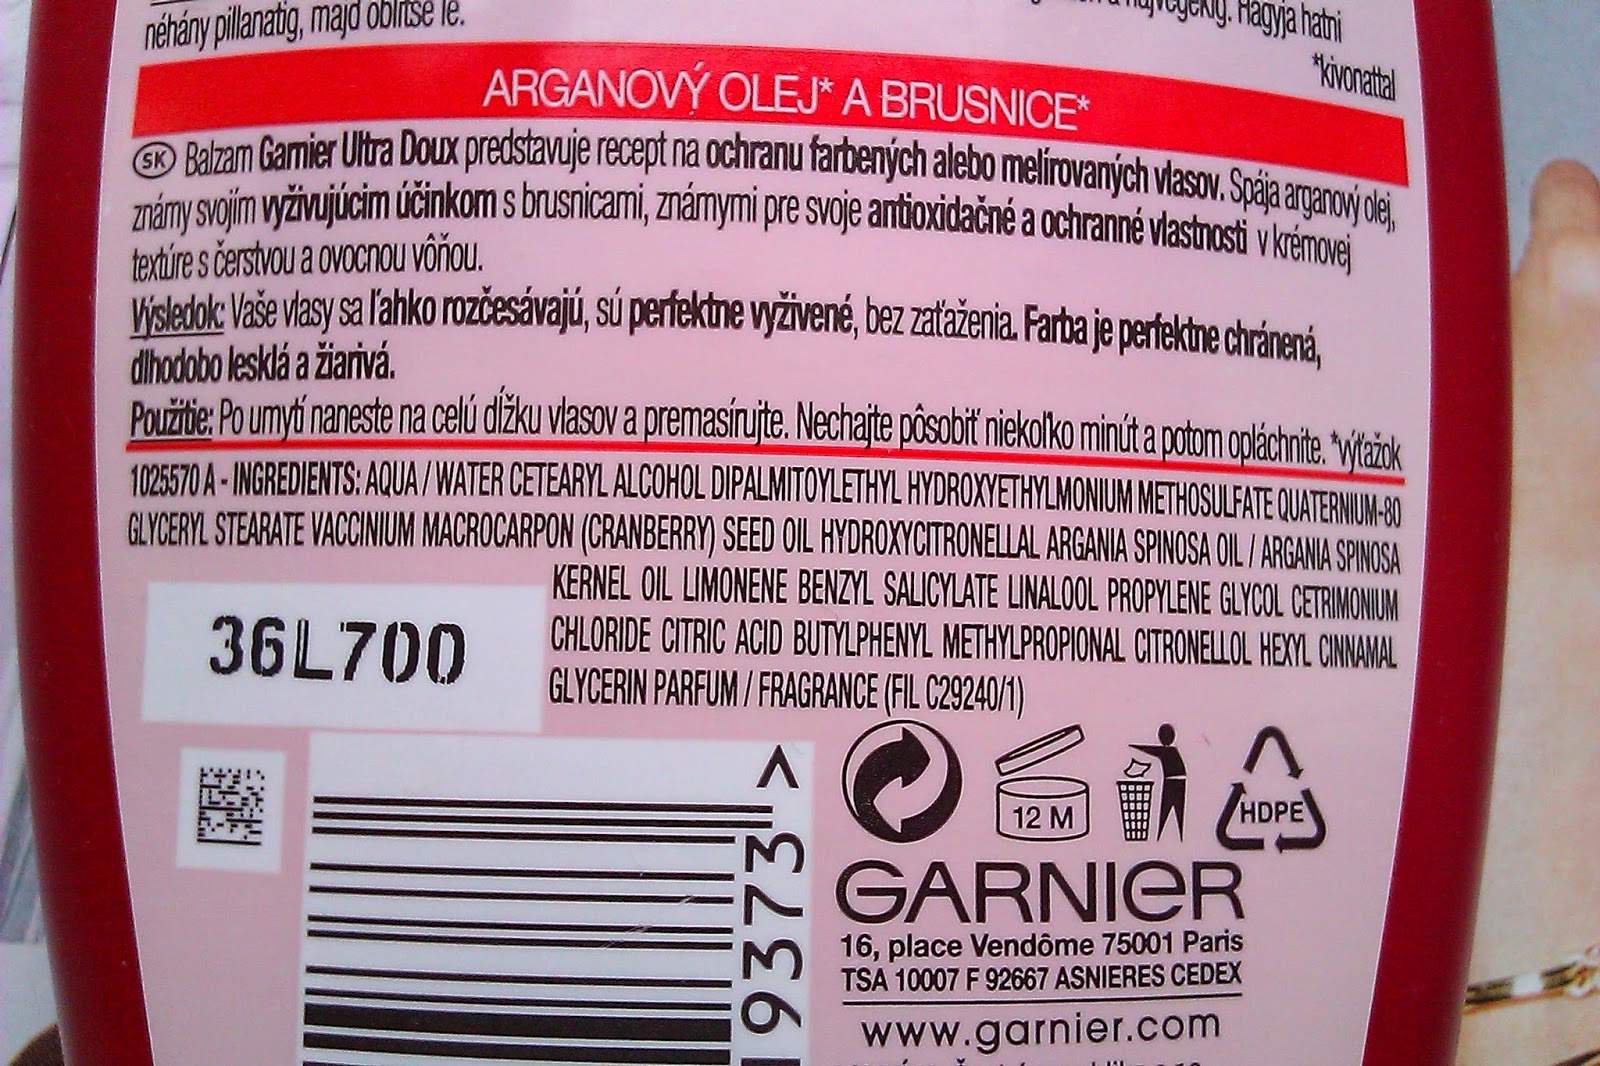 néhány pillanatig, majd öblítse le.
Hagyja hatni
*kivonattal
ARGANOVÝ OLEJ* A BRUSNICE*
SK Balzam Garnier Ultra Doux predstavuje recept na ochranu farbených alebo melírovaných vlasov. Spája arganový olej,
známy svojím vyživujúcim účinkom s brusnicami, známymi pre svoje antioxidačné a ochranné vlastnosti v krémovej
textúre s čerstvou a ovocnou vôňou.
Výsledok: Vaše vlasy sa ľahko rozčesávajú, sú perfektne vyživené, bez zaťaženia. Farba je perfektne chránená,
dlhodobo lesklá a žiarivá.
Použitie: Po umytí naneste na celú dĺžku vlasov a premasírujte. Nechajte pôsobiť niekoľko minút a potom opláchnite. *výťažok
1025570 A - INGREDIENTS: AQUA / WATER CETEARYL ALCOHOL DIPALMITOYLETHYL HYDROXYETHYLMONIUM METHOSULFATE QUATERNIUM-80
GLYCERYL STEARATE VACCINIUM MACROCARPON (CRANBERRY) SEED OIL HYDROXYCITRONELLAL ARGANIA SPINOSA OIL / ARGANIA SPINOSA
KERNEL OIL LIMONENE BENZYL SALICYLATE LINALOOL PROPYLENE GLYCOL CETRIMONIUM
CHLORIDE CITRIC ACID BUTYLPHENYL METHYLPROPIONAL CITRONELLOL HEXYL CINNAMAL
GLYCERIN PARFUM / FRAGRANCE (FIL C29240/1)
36L700
12 M
HDPE
9373 >
GARNIER
16, place Vendôme 75001 Paris
TSA 10007 F 92667 ASNIERES CEDEX
www.garnier.com